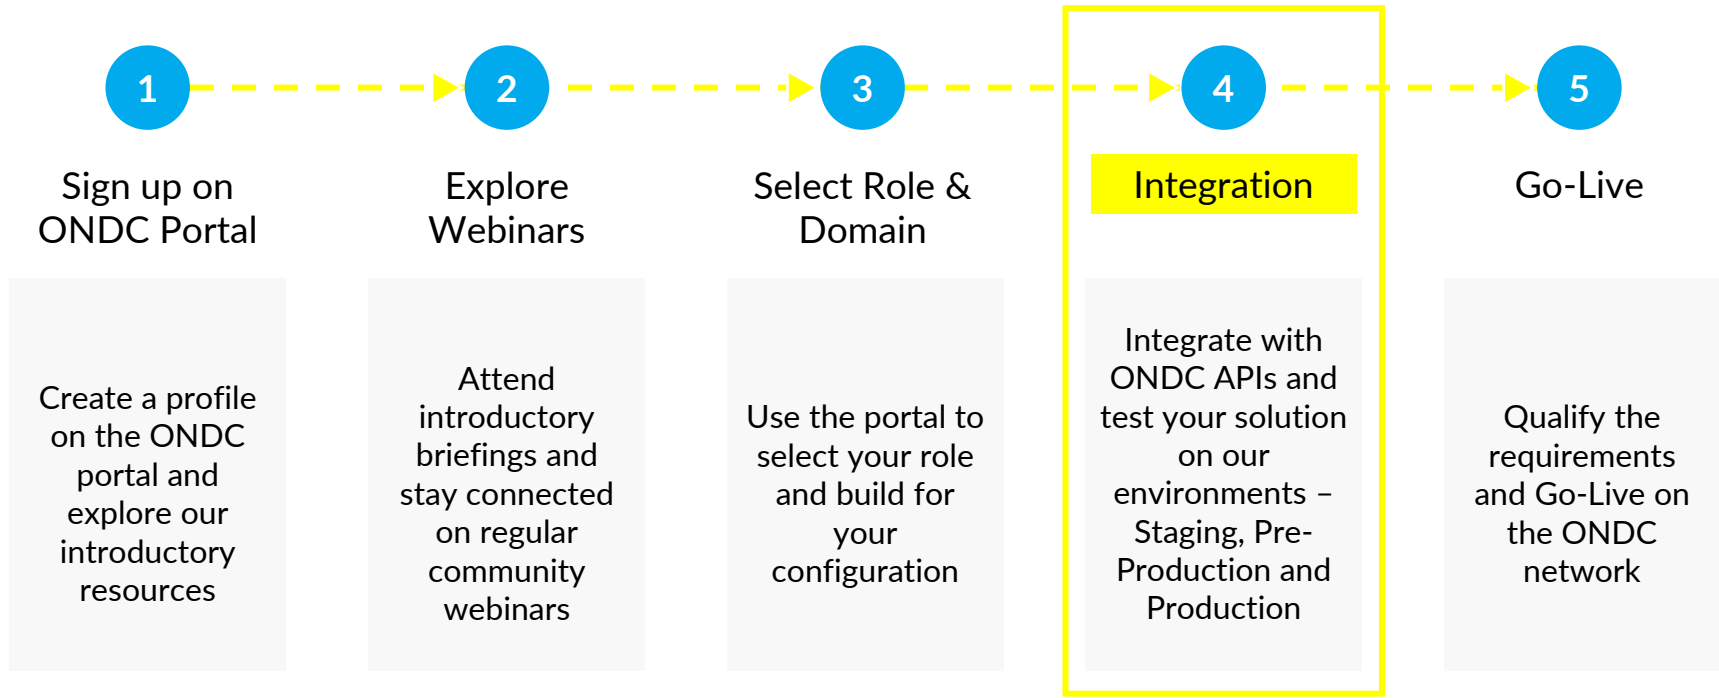 1
2
3
4
5
Sign up on
ONDC Portal
Explore
Webinars
Select Role &
Domain
Integration
Go-Live
Create a profile
on the ONDC
portal and
explore our
introductory
resources
Attend
introductory
briefings and
stay connected
on regular
community
webinars
Use the portal to
select your role
and build for
your
configuration
Integrate with
ONDC APIs and
test your solution
on our
environments –
Staging, Pre-
Production and
Production
Qualify the
requirements
and Go-Live on
the ONDC
network